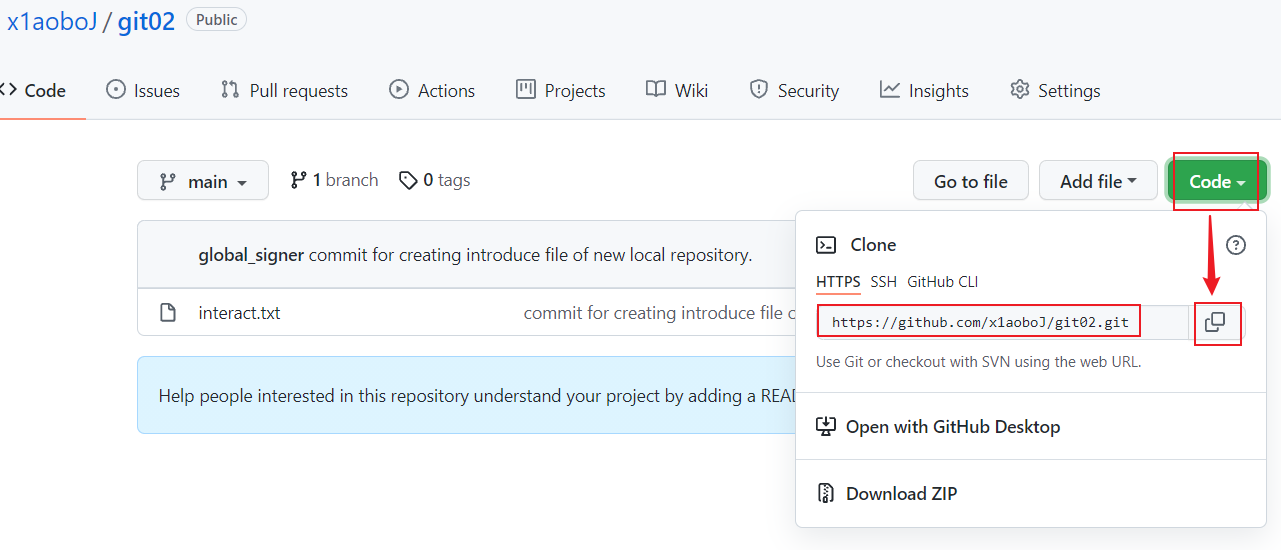 x1aoboJ / git02 Public
Code Issues Pull requests Actions Projects Wiki Security Insights Settings
main 1 branch 0 tags Go to file Add file Code
global_signer commit for creating introduce file of new local repository.
interact.txt commit for creating introduce file o
Help people interested in this repository understand your project by adding a READ
Clone
HTTPS SSH GitHub CLI
https://github.com/x1aoboJ/git02.git
Use Git or checkout with SVN using the web URL.
Open with GitHub Desktop
Download ZIP